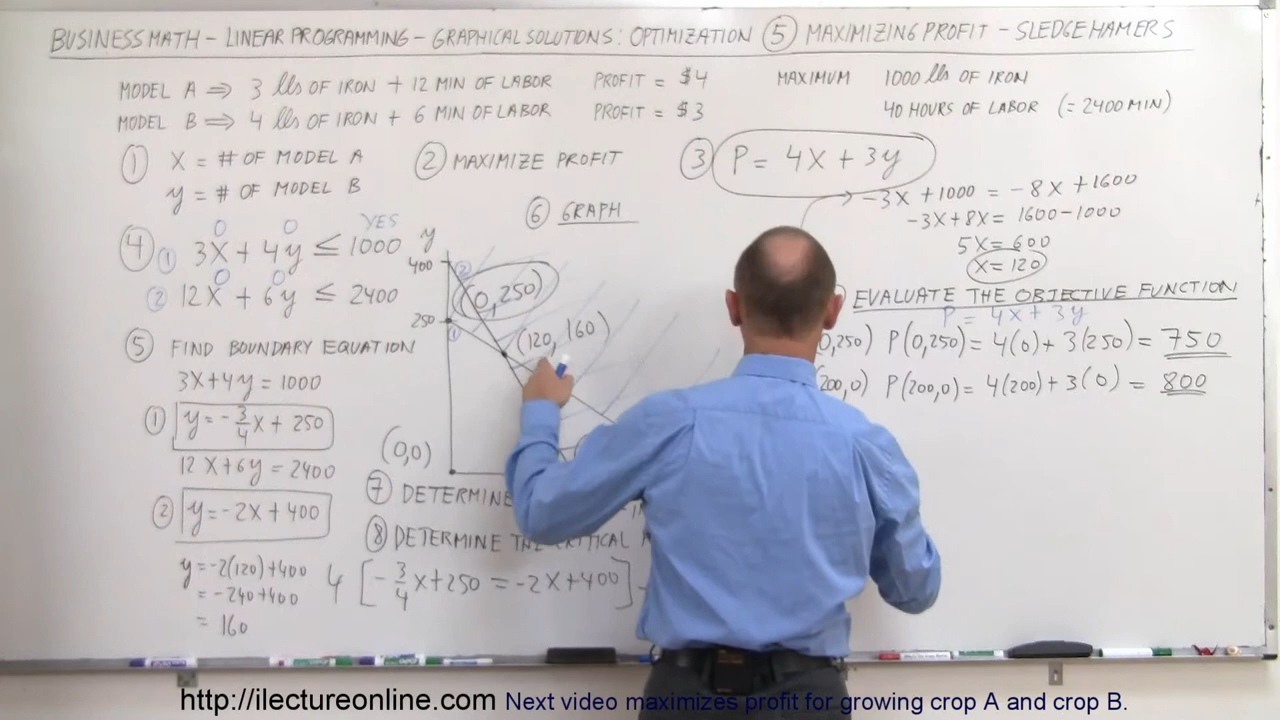 BUSINESS MATH – LINEAR PROGRAMMING – GRAPHICAL SOLUTIONS: OPTIMIZATION ⑤ MAXIMIZING PROFIT – SLEDGEHAMERS
MODEL A ⇒ 3 lbs OF IRON + 12 MIN OF LABOR PROFIT = $4 MAXIMUM 1000 lbs OF IRON
MODEL B ⇒ 4 lbs OF IRON + 6 MIN OF LABOR PROFIT = $3 40 HOURS OF LABOR (= 2400 MIN)
① X = # OF MODEL A
y = # OF MODEL B
② MAXIMIZE PROFIT
③ P = 4X + 3y
-3X + 1000 = -8X + 1600
-3X + 8X = 1600 - 1000
5X = 600
X = 120
0 0 YES
④ ① 3X + 4y ≤ 1000
0 0
② 12X + 6y ≤ 2400
⑤ FIND BOUNDARY EQUATION
3X + 4y = 1000
① y = -3/4 X + 250
12X + 6y = 2400
② y = -2X + 400
y = -2(120) + 400
= -240 + 400
= 160
⑥ GRAPH
y
400
②
(0, 250)
250
①
(120, 160)
(0,0)
⑦ DETERMINE
⑧ DETERMINE THE CRITICAL
4 [-3/4 X + 250 = -2X + 400]
EVALUATE THE OBJECTIVE FUNCTION
P = 4X + 3y
0,250) P(0,250) = 4(0) + 3(250) = 750
200,0) P(200,0) = 4(200) + 3(0) = 800
http://ilectureonline.com Next video maximizes profit for growing crop A and crop B.